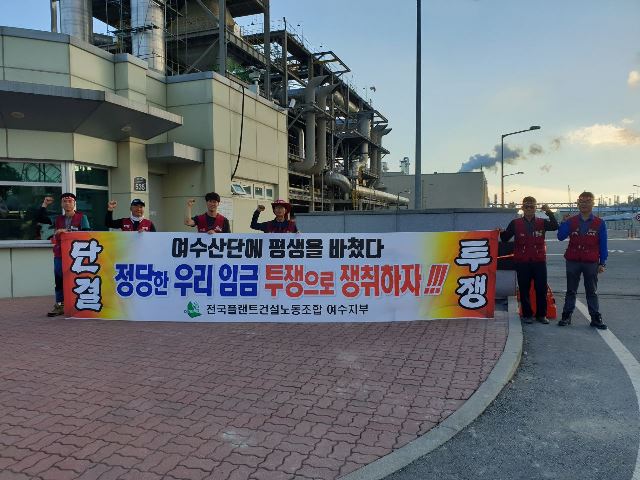 여수산단에 평생을 바쳤다
단결
정당한 우리 임금 투쟁으로 쟁취하자!!!
투쟁
전국플랜트건설노동조합 여수지부